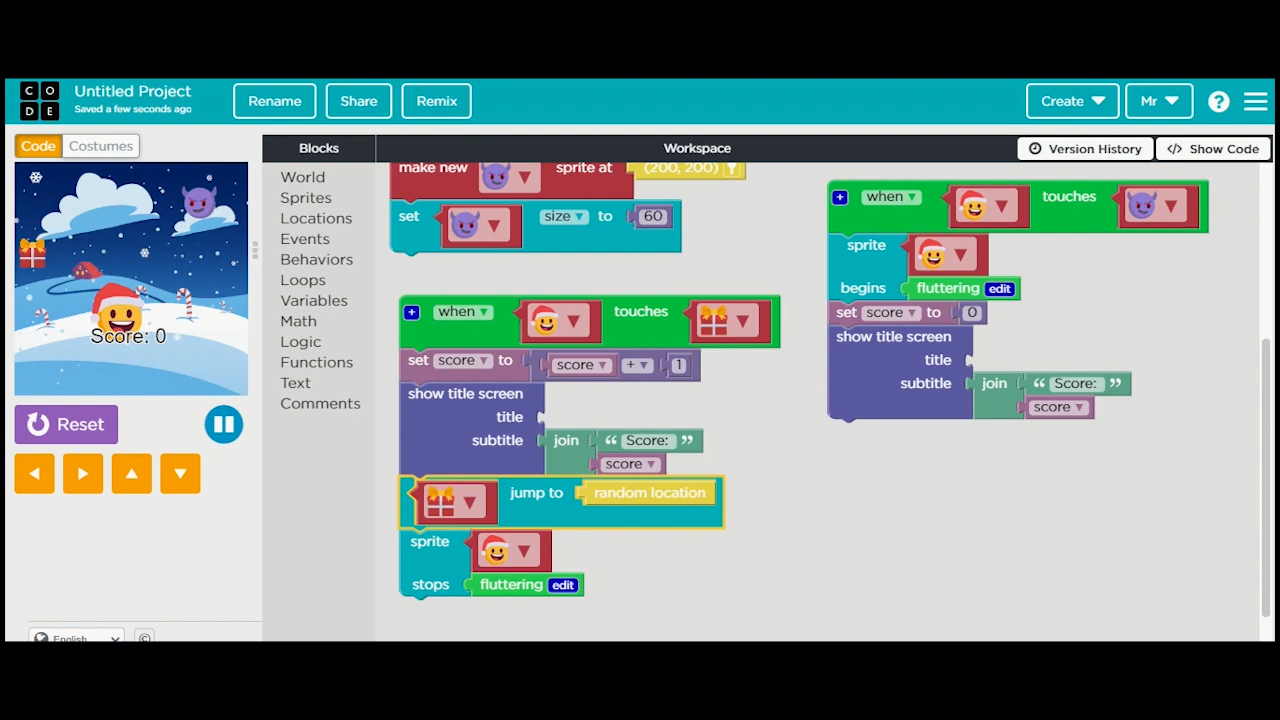 C O
D E
Untitled Project
Saved a few seconds ago
Rename
Share
Remix
Create
Mr
?
Code
Costumes
Blocks
Workspace
Version History
</> Show Code
World
Sprites
Locations
Events
Behaviors
Loops
Variables
Math
Logic
Functions
Text
Comments
Score: 0
Reset
English
©
make new sprite at (200, 200)
set size to 60
when touches
set score to score + 1
show title screen
title
subtitle join “ Score: ”
score
jump to random location
sprite
stops fluttering edit
when touches
sprite
begins fluttering edit
set score to 0
show title screen
title
subtitle join “ Score: ”
score